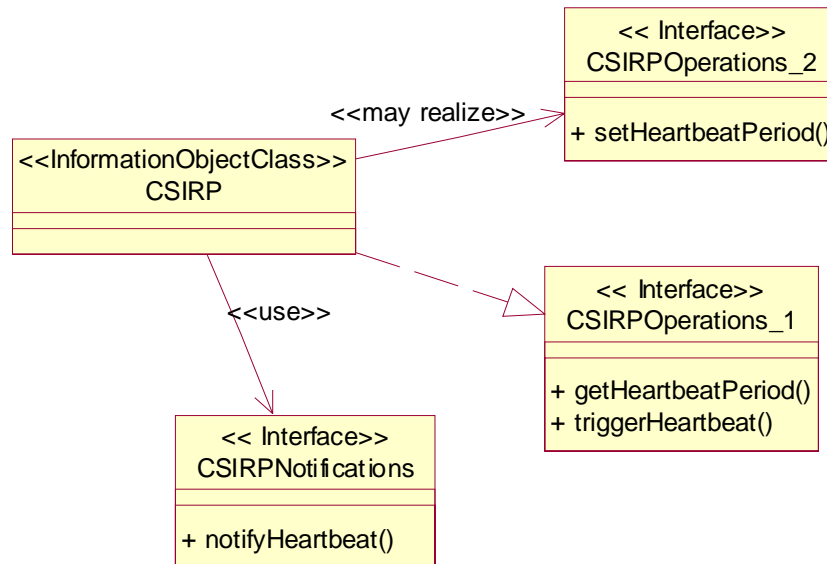 << Interface>>
CSIRPOperations_2
+ setHeartbeatPeriod()
<<may realize>>
<<InformationObjectClass>>
CSIRP
<< Interface>>
CSIRPOperations_1
+ getHeartbeatPeriod()
+ triggerHeartbeat()
<<use>>
<< Interface>>
CSIRPNotifications
+ notifyHeartbeat()